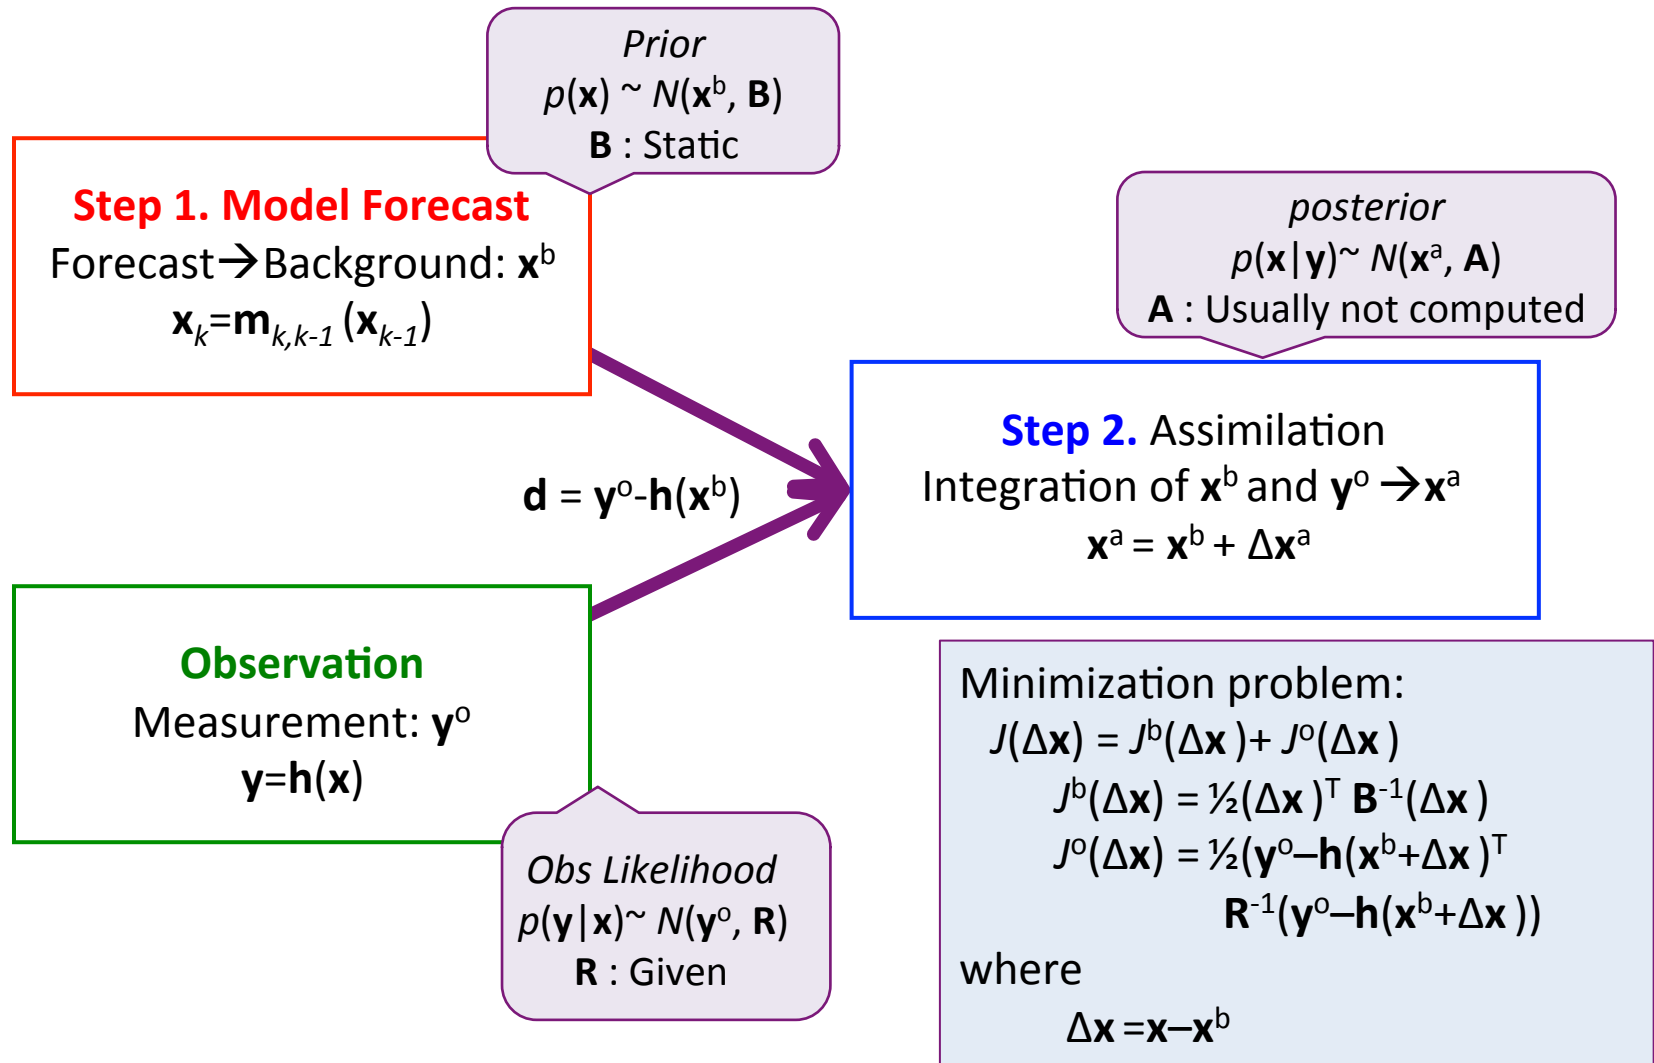 Prior
p(x) ~ N(xᵇ, B)
B : Static
Step 1. Model Forecast
Forecast→Background: xᵇ
xₖ=mₖ,ₖ₋₁ (xₖ₋₁)
posterior
p(x|y)~ N(xᵃ, A)
A : Usually not computed
d = yᵒ-h(xᵇ)
Step 2. Assimilation
Integration of xᵇ and yᵒ →xᵃ
xᵃ = xᵇ + Δxᵃ
Observation
Measurement: yᵒ
y=h(x)
Obs Likelihood
p(y|x)~ N(yᵒ, R)
R : Given
Minimization problem:
J(Δx) = Jᵇ(Δx )+ Jᵒ(Δx )
Jᵇ(Δx) = ½(Δx )ᵀ B⁻¹(Δx )
Jᵒ(Δx) = ½(yᵒ–h(xᵇ+Δx )ᵀ
R⁻¹(yᵒ–h(xᵇ+Δx ))
where
Δx =x–xᵇ